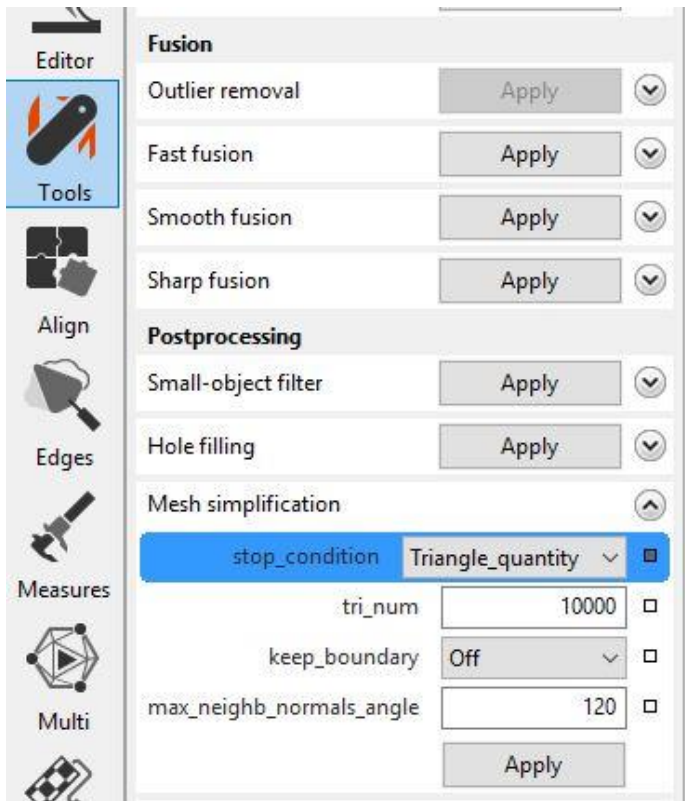 Editor
Tools
Align
Edges
Measures
Multi
Fusion
Outlier removal Apply
Fast fusion Apply
Smooth fusion Apply
Sharp fusion Apply
Postprocessing
Small-object filter Apply
Hole filling Apply
Mesh simplification
stop_condition Triangle_quantity
tri_num 10000
keep_boundary Off
max_neighb_normals_angle 120
Apply